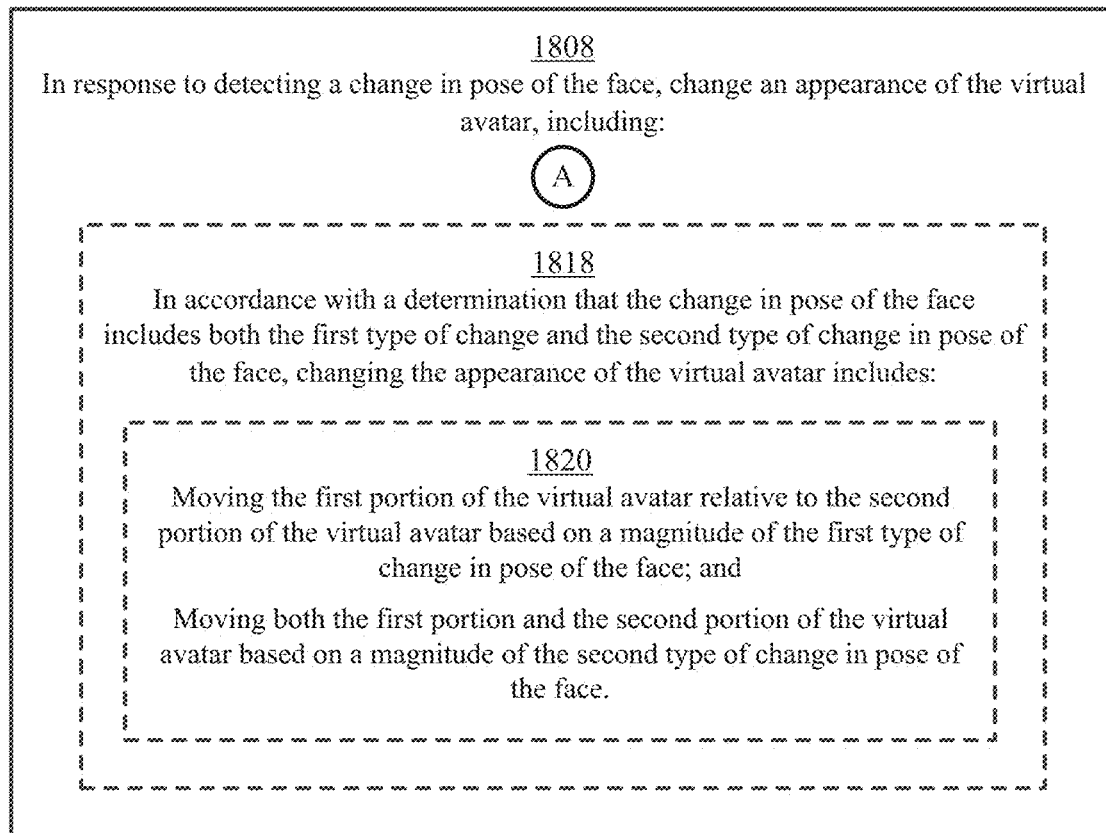 1808
In response to detecting a change in pose of the face, change an appearance of the virtual
avatar, including:
A
1818
In accordance with a determination that the change in pose of the face
includes both the first type of change and the second type of change in pose of
the face, changing the appearance of the virtual avatar includes:
1820
Moving the first portion of the virtual avatar relative to the second
portion of the virtual avatar based on a magnitude of the first type of
change in pose of the face; and
Moving both the first portion and the second portion of the virtual
avatar based on a magnitude of the second type of change in pose of
the face.